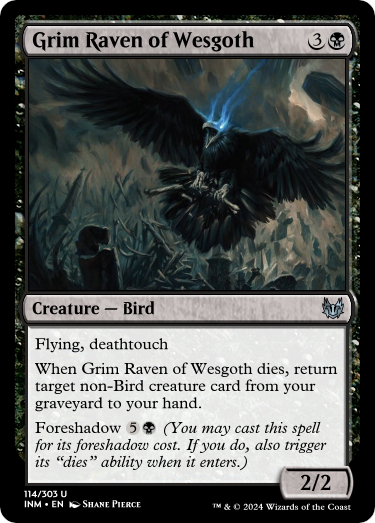 Grim Raven of Wesgoth 3
Creature — Bird
Flying, deathtouch
When Grim Raven of Wesgoth dies, return
target non-Bird creature card from your
graveyard to your hand.
Foreshadow 5 (You may cast this spell
for its foreshadow cost. If you do, also trigger
its “dies” ability when it enters.)
2/2
114/303 U
INM • EN Shane Pierce
™ & © 2024 Wizards of the Coast